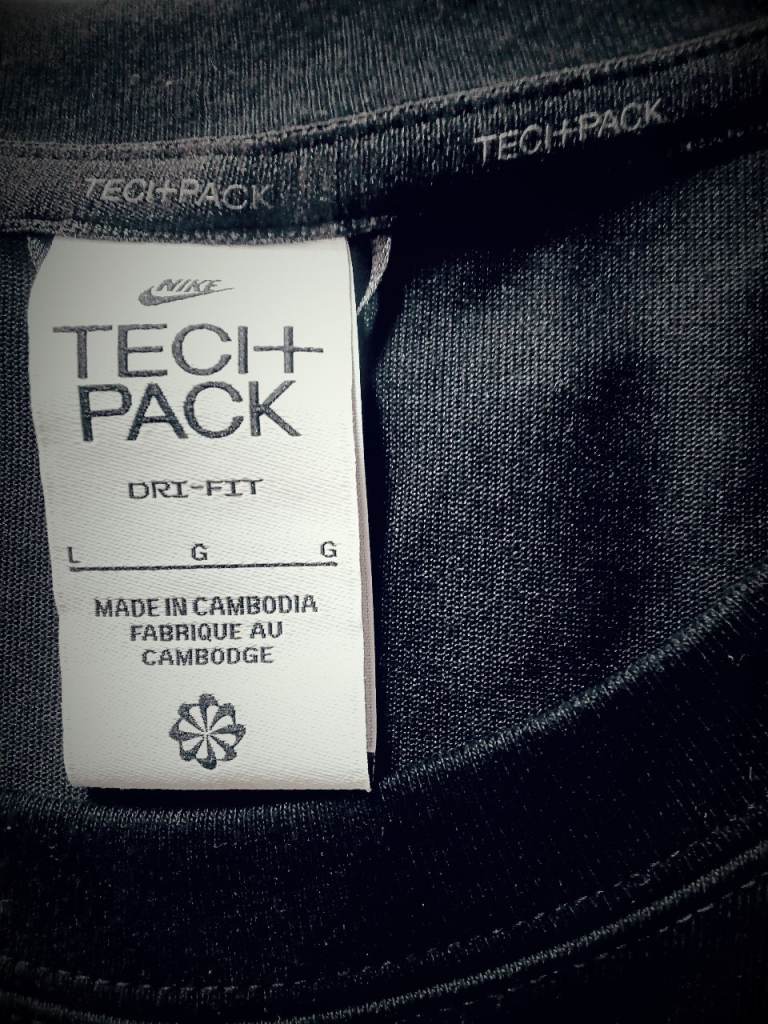 TECH+PACK
TECH+PACK
NIKE
TECH+
PACK
DRI-FIT
L G G
MADE IN CAMBODIA
FABRIQUE AU
CAMBODGE